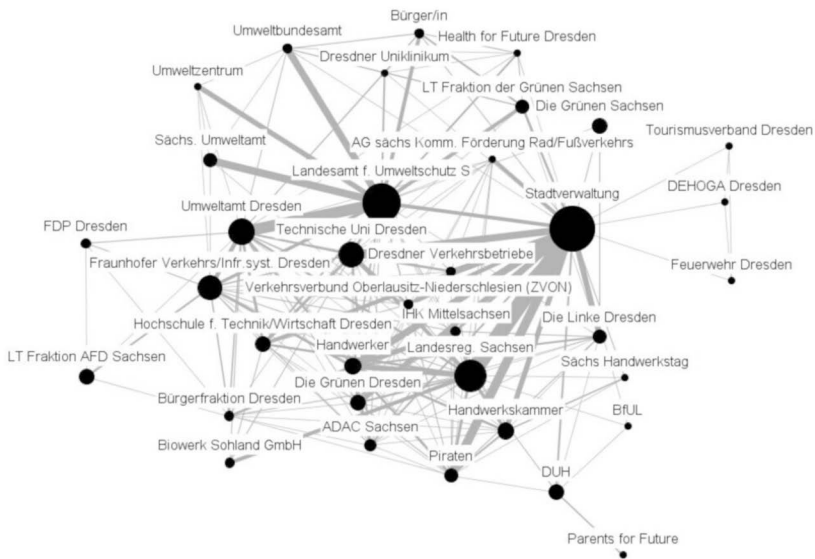 Bürger/in
Umweltbundesamt
Health for Future Dresden
Dresdner Uniklinikum
Umweltzentrum
LT Fraktion der Grünen Sachsen
Die Grünen Sachsen
Tourismusverband Dresden
Sächs. Umweltamt
AG sächs Komm. Förderung Rad/Fußverkehrs
Landesamt f. Umweltschutz S
Stadtverwaltung
DEHOGA Dresden
Umweltamt Dresden
FDP Dresden
Technische Uni Dresden
Dresdner Verkehrsbetriebe
Fraunhofer Verkehrs/Infr.syst. Dresden
Feuerwehr Dresden
Verkehrsverbund Oberlausitz-Niederschlesien (ZVON)
IHK Mittelsachsen
Die Linke Dresden
Hochschule f. Technik/Wirtschaft Dresden
Handwerker
Landesreg. Sachsen
LT Fraktion AFD Sachsen
Sächs Handwerkstag
Die Grünen Dresden
Bürgerfraktion Dresden
Handwerkskammer
BfUL
ADAC Sachsen
Biowerk Sohland GmbH
Piraten
DUH
Parents for Future